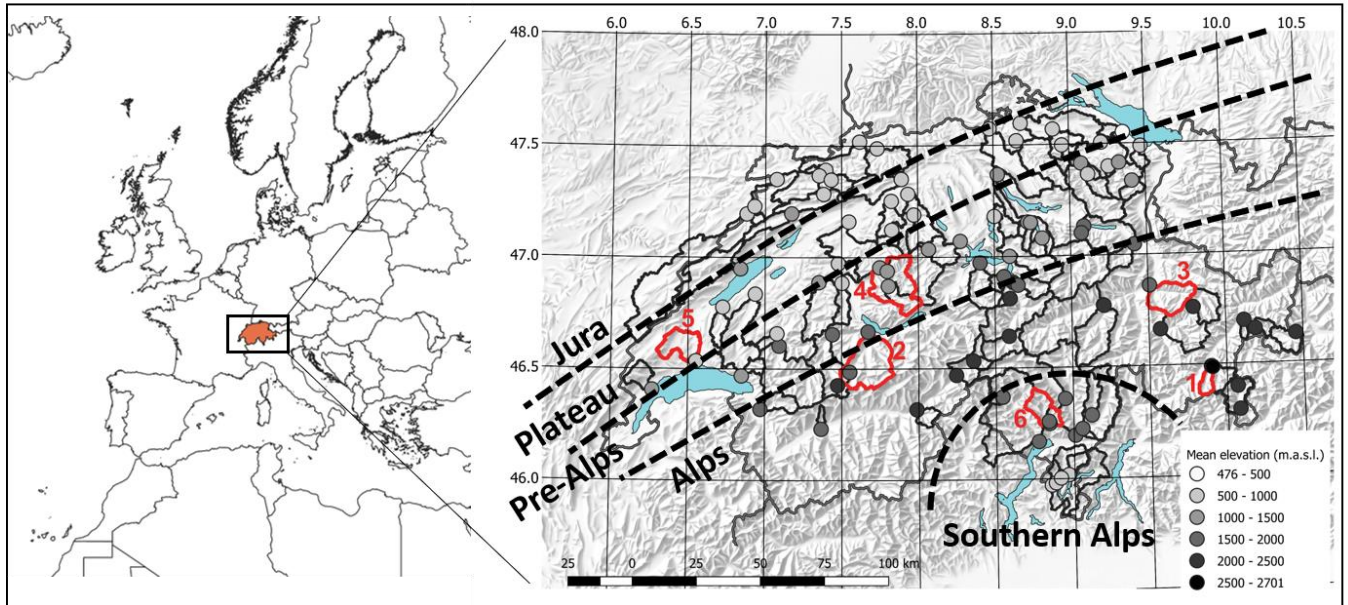 6.0 6.5 7.0 7.5 8.0 8.5 9.0 9.5 10.0 10.5
48.0
47.5
47.0
46.5
46.0
Jura
Plateau
Pre-Alps
Alps
Southern Alps
5
4
2
3
1
6
Mean elevation (m.a.s.l.)
476 - 500
500 - 1000
1000 - 1500
1500 - 2000
2000 - 2500
2500 - 2701
25 0 25 50 75 100 km